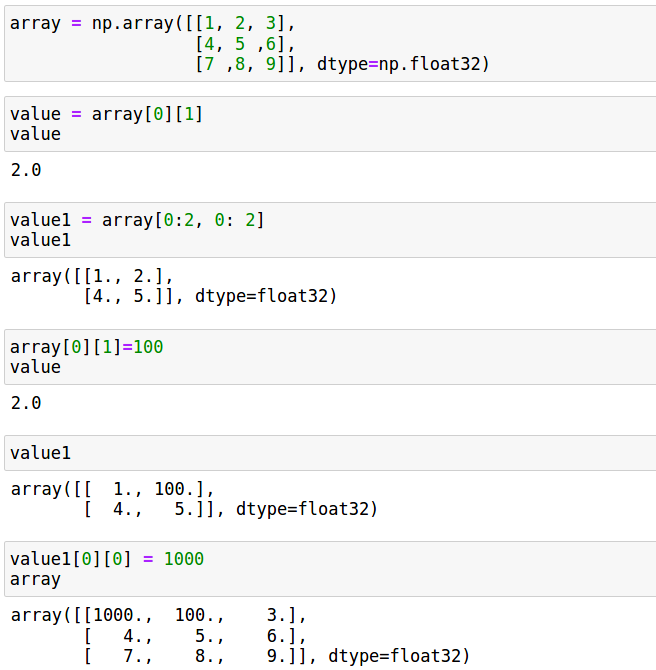 array = np.array([[1, 2, 3],
                  [4, 5 ,6],
                  [7 ,8, 9]], dtype=np.float32)
value = array[0][1]
value
2.0
value1 = array[0:2, 0: 2]
value1
array([[1., 2.],
       [4., 5.]], dtype=float32)
array[0][1]=100
value
2.0
value1
array([[  1., 100.],
       [  4.,   5.]], dtype=float32)
value1[0][0] = 1000
array
array([[1000.,  100.,    3.],
       [   4.,    5.,    6.],
       [   7.,    8.,    9.]], dtype=float32)